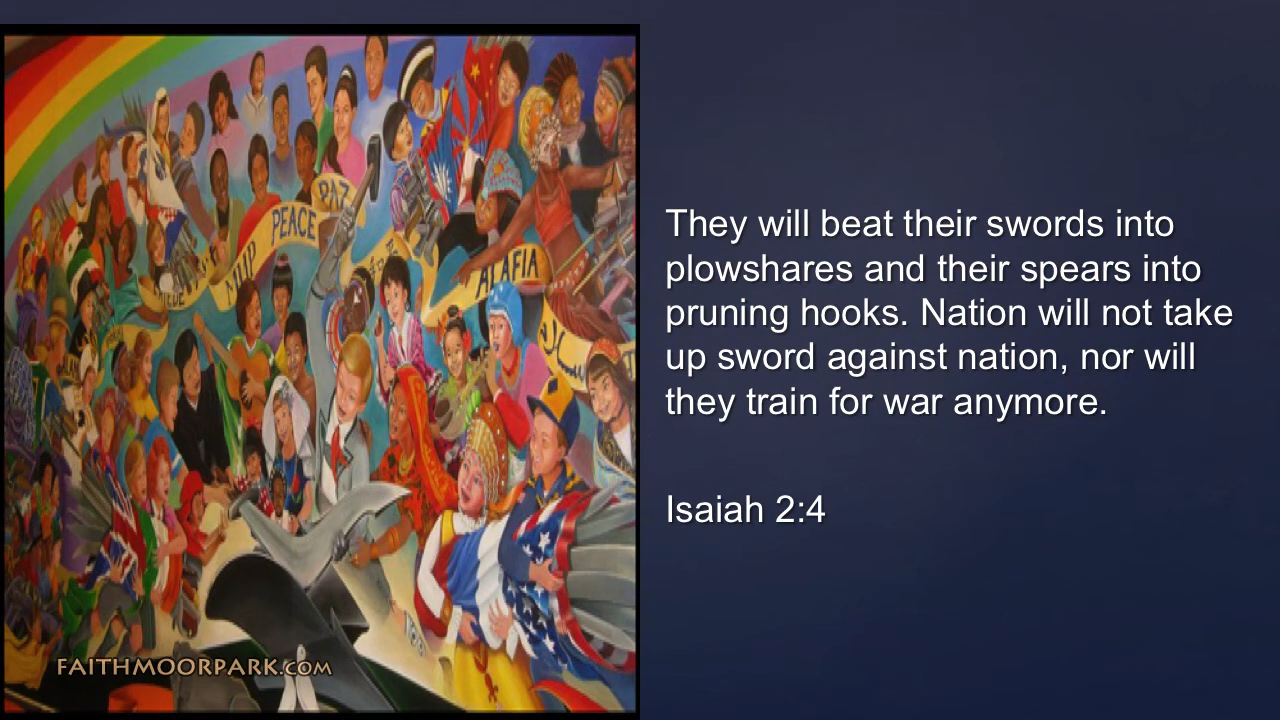 PAZ
PEACE
MUP
ALAFIA
They will beat their swords into
plowshares and their spears into
pruning hooks. Nation will not take
up sword against nation, nor will
they train for war anymore.
Isaiah 2:4
FAITHMOORPARK.COM